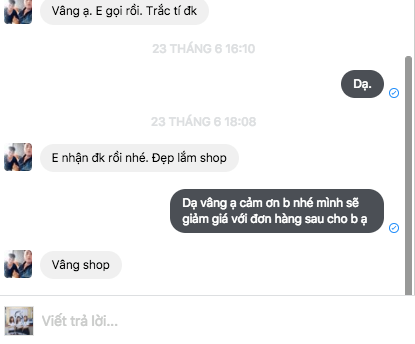 Vâng ạ. E gọi rồi. Trắc tí đk
23 THÁNG 6 16:10
Dạ.
23 THÁNG 6 18:08
E nhận đk rồi nhé. Đẹp lắm shop
Dạ vâng ạ cảm ơn b nhé mình sẽ
giảm giá với đơn hàng sau cho b ạ
Vâng shop
Viết trả lời...